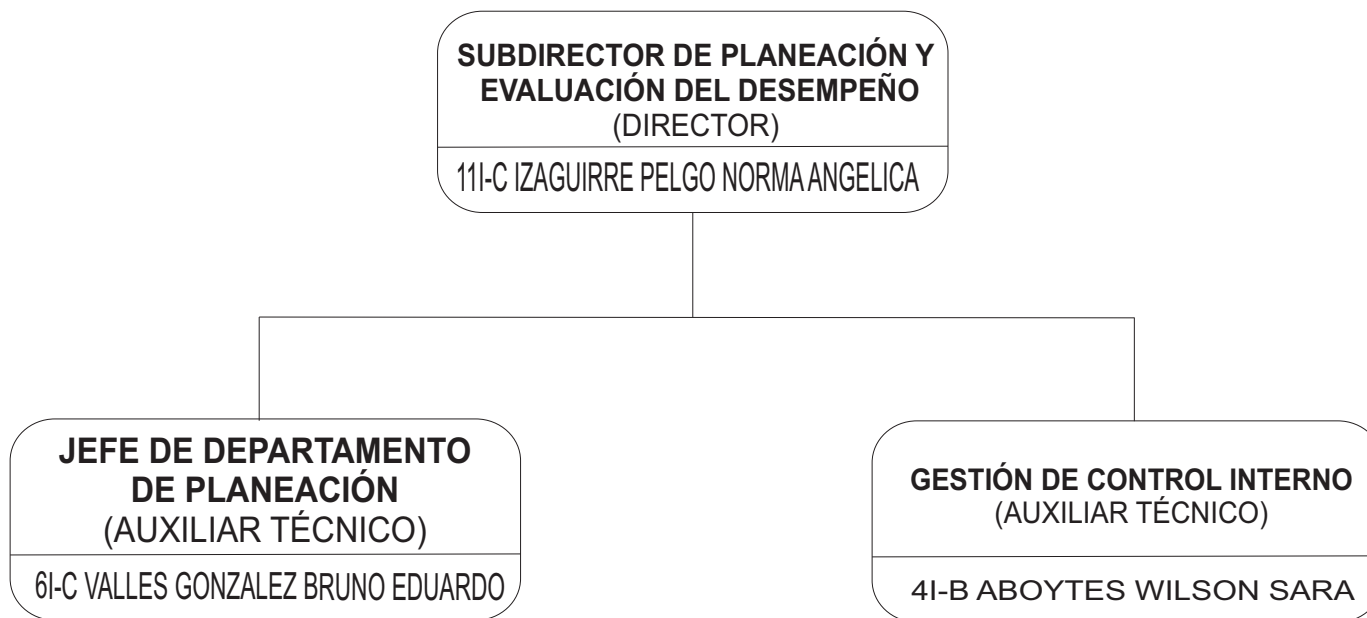 SUBDIRECTOR DE PLANEACIÓN Y
EVALUACIÓN DEL DESEMPEÑO
(DIRECTOR)
11I-C IZAGUIRRE PELGO NORMA ANGELICA
JEFE DE DEPARTAMENTO
DE PLANEACIÓN
(AUXILIAR TÉCNICO)
6I-C VALLES GONZALEZ BRUNO EDUARDO
GESTIÓN DE CONTROL INTERNO
(AUXILIAR TÉCNICO)
4I-B ABOYTES WILSON SARA